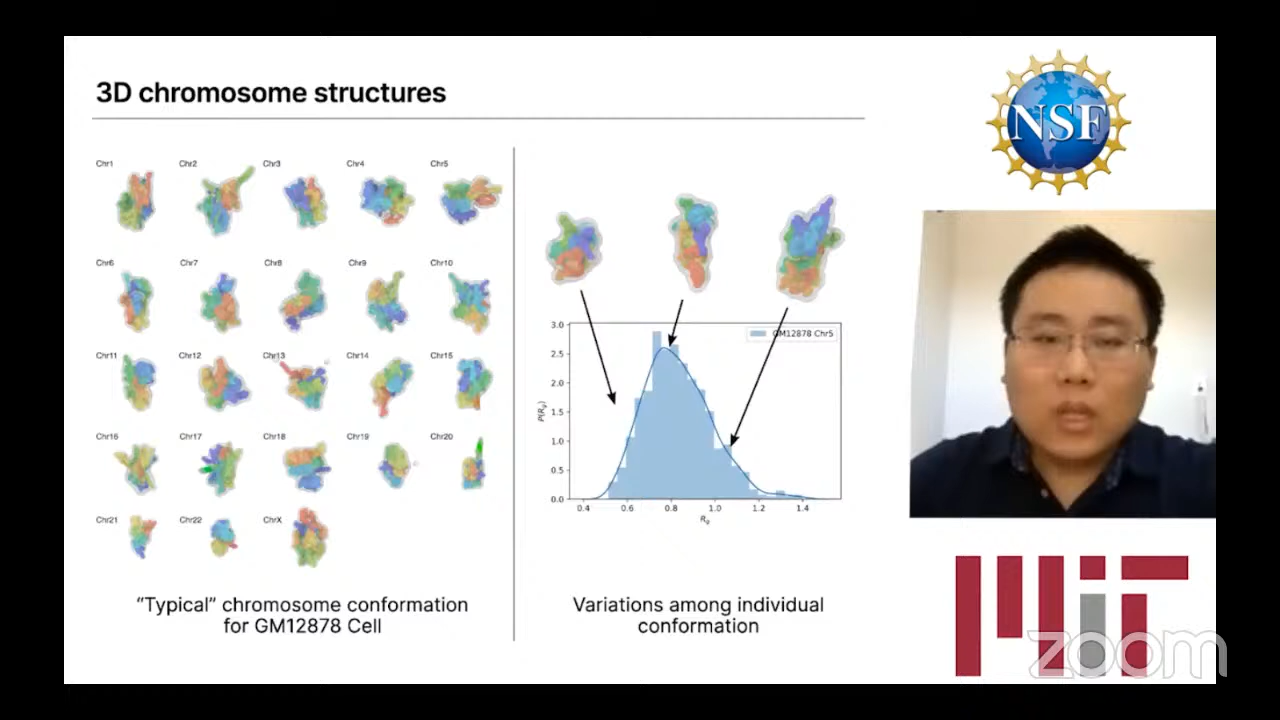 3D chromosome structures
NSF
Chr1
Chr2
Chr3
Chr4
Chr5
Chr6
Chr7
Chr8
Chr9
Chr10
Chr11
Chr12
Chr13
Chr14
Chr15
Chr16
Chr17
Chr18
Chr19
Chr20
Chr21
Chr22
ChrX
"Typical" chromosome conformation
for GM12878 Cell
GM12878 Chr5
P(Rg)
3.0
2.5
2.0
1.5
1.0
0.5
0.0
0.4
0.6
0.8
1.0
1.2
1.4
Rg
Variations among individual
conformation
MIT
zoom